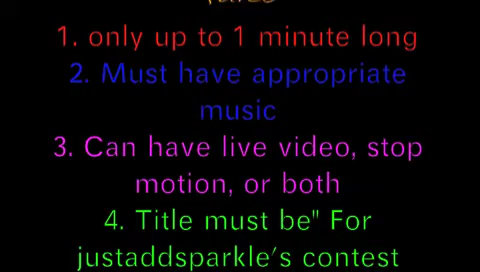 1. only up to 1 minute long
2. Must have appropriate
music
3. Can have live video, stop
motion, or both
4. Title must be" For
justaddsparkle's contest